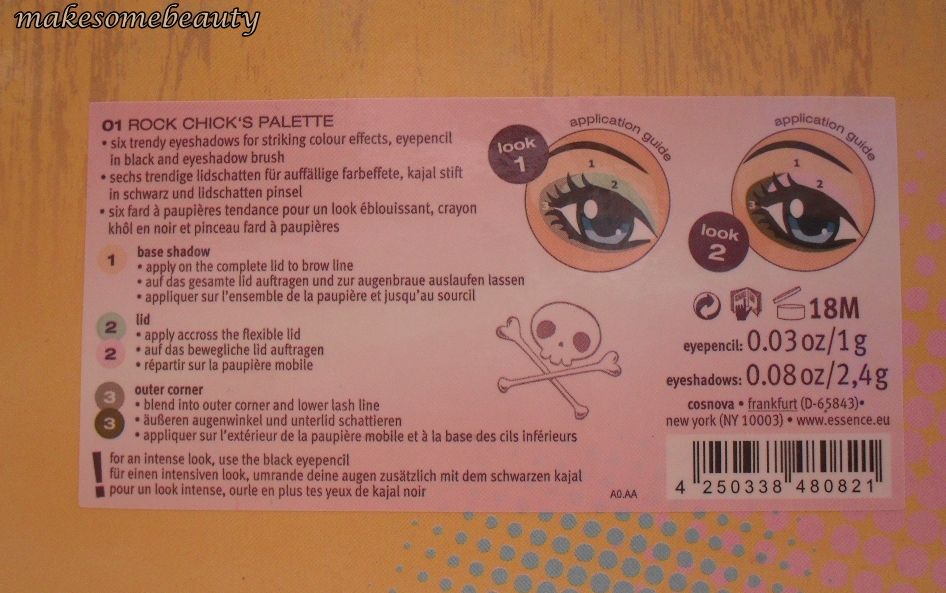 makesomebeauty
01 ROCK CHICK'S PALETTE
• six trendy eyeshadows for striking colour effects, eyepencil
in black and eyeshadow brush
• sechs trendige lidschatten für auffällige farbeffete, kajal stift
in schwarz und lidschatten pinsel
• six fard à paupières tendance pour un look éblouissant, crayon
khôl en noir et pinceau fard à paupières
1 base shadow
• apply on the complete lid to brow line
• auf das gesamte lid auftragen und zur augenbraue auslaufen lassen
• appliquer sur l'ensemble de la paupière et jusqu'au sourcil
2 lid
• apply accross the flexible lid
2 • auf das bewegliche lid auftragen
• répartir sur la paupière mobile
3 outer corner
• blend into outer corner and lower lash line
3 • äußeren augenwinkel und unterlid schattieren
• appliquer sur l'extérieur de la paupière mobile et à la base des cils inférieurs
! for an intense look, use the black eyepencil
für einen intensiven look, umrande deine augen zusätzlich mit dem schwarzen kajal
pour un look intense, ourle en plus tes yeux de kajal noir
A0.AA
look
1
application guide
1
2
3
look
2
application guide
1
2
3
18M
eyepencil: 0.03 oz/1 g
eyeshadows: 0.08 oz/2,4g
cosnova • frankfurt (D-65843)•
new york (NY 10003) • www.essence.eu
4 250338 480821